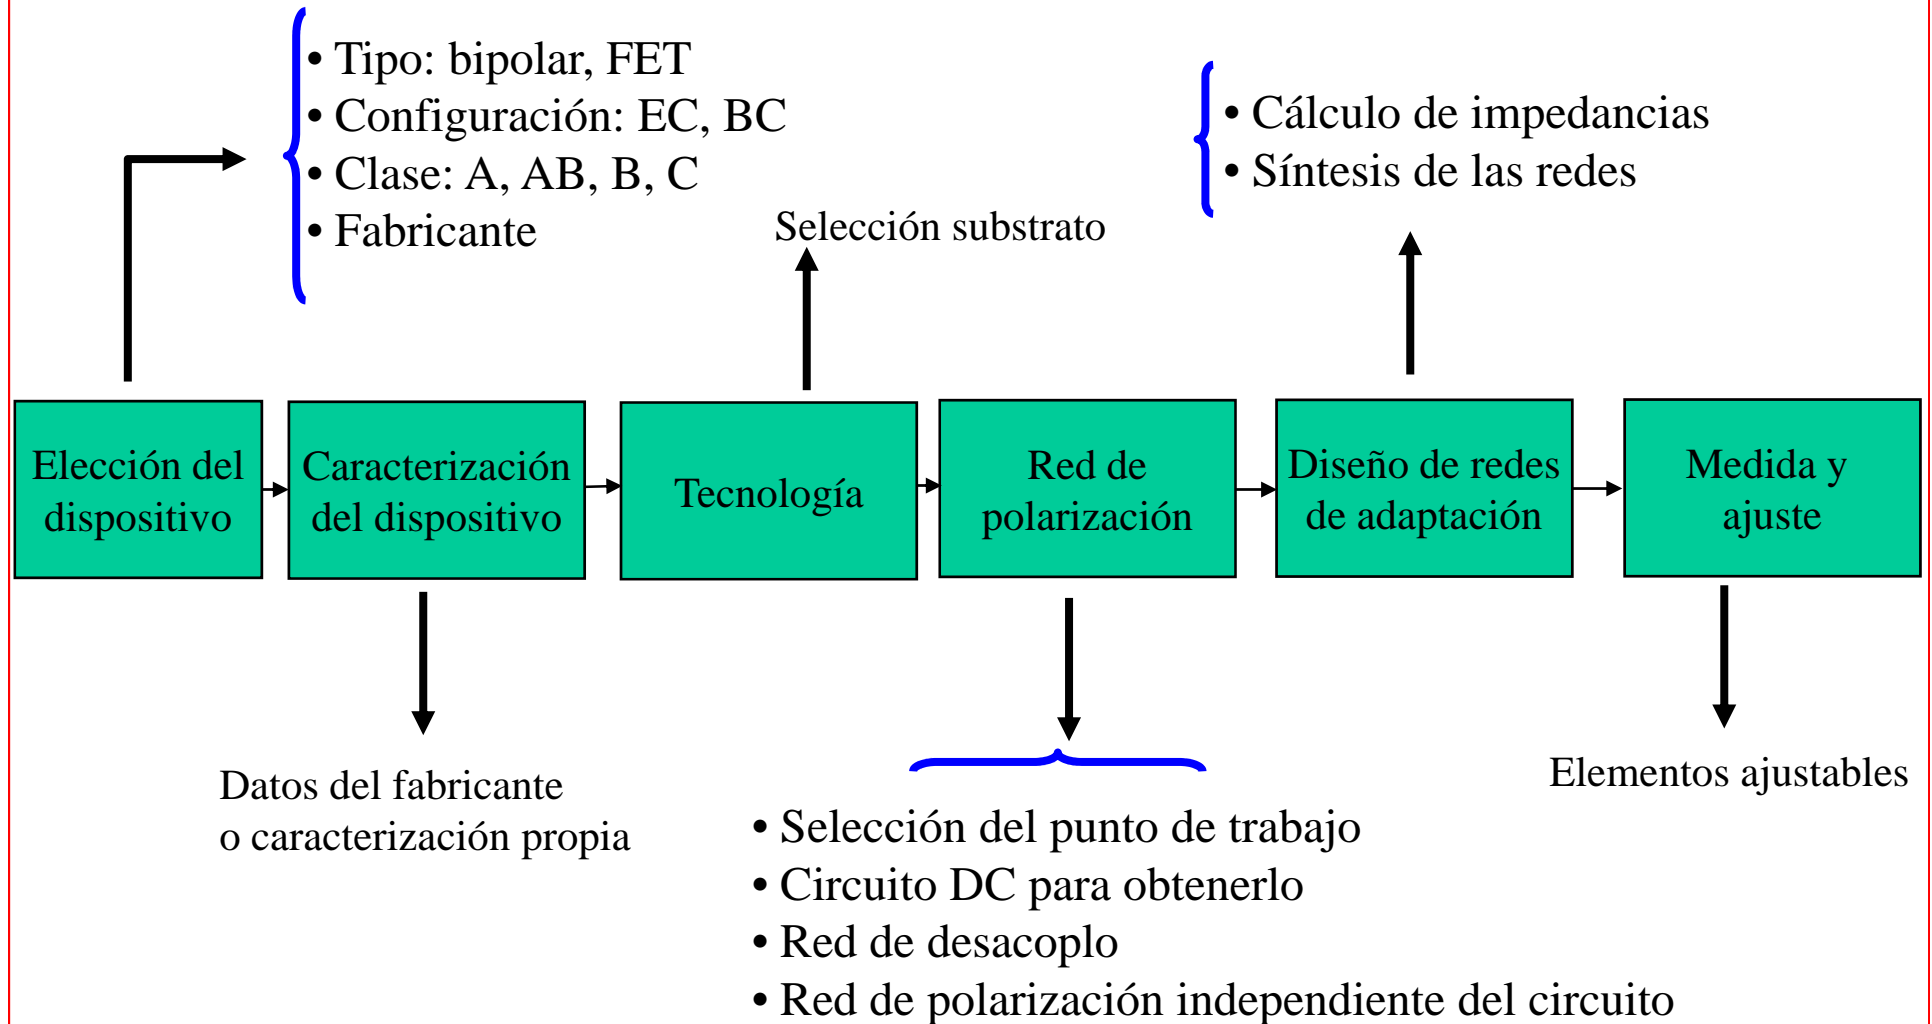 • Tipo: bipolar, FET
• Configuración: EC, BC
• Clase: A, AB, B, C
• Fabricante
Selección substrato
• Cálculo de impedancias
• Síntesis de las redes
Elección del
dispositivo
Caracterización
del dispositivo
Tecnología
Red de
polarización
Diseño de redes
de adaptación
Medida y
ajuste
Datos del fabricante
o caracterización propia
• Selección del punto de trabajo
• Circuito DC para obtenerlo
• Red de desacoplo
• Red de polarización independiente del circuito
Elementos ajustables